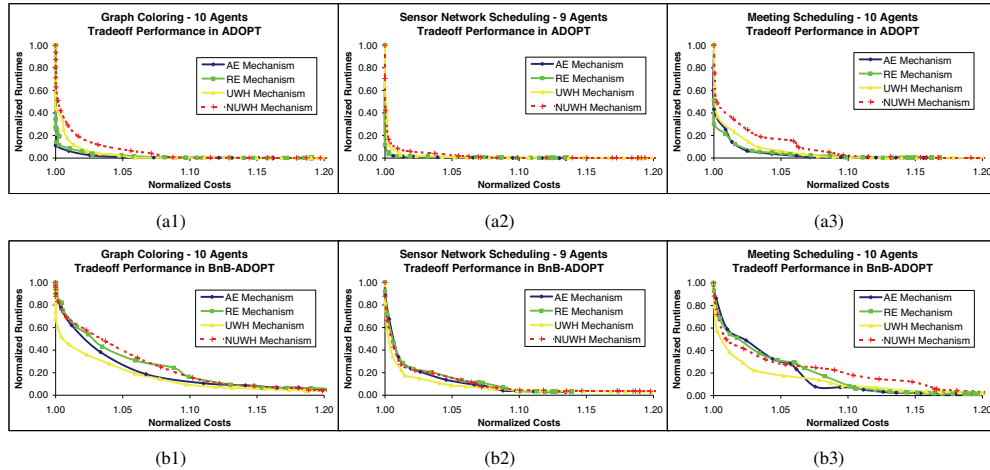 Graph Coloring - 10 Agents
Tradeoff Performance in ADOPT
Normalized Runtimes
1.00
0.80
0.60
0.40
0.20
0.00
AE Mechanism
RE Mechanism
UWH Mechanism
NUWH Mechanism
1.00 1.05 1.10 1.15 1.20
Normalized Costs
(a1)
Sensor Network Scheduling - 9 Agents
Tradeoff Performance in ADOPT
Normalized Runtimes
1.00
0.80
0.60
0.40
0.20
0.00
AE Mechanism
RE Mechanism
UWH Mechanism
NUWH Mechanism
1.00 1.05 1.10 1.15 1.20
Normalized Costs
(a2)
Meeting Scheduling - 10 Agents
Tradeoff Performance in ADOPT
Normalized Runtimes
1.00
0.80
0.60
0.40
0.20
0.00
AE Mechanism
RE Mechanism
UWH Mechanism
NUWH Mechanism
1.00 1.05 1.10 1.15 1.20
Normalized Costs
(a3)
Graph Coloring - 10 Agents
Tradeoff Performance in BnB-ADOPT
Normalized Runtimes
1.00
0.80
0.60
0.40
0.20
0.00
AE Mechanism
RE Mechanism
UWH Mechanism
NUWH Mechanism
1.00 1.05 1.10 1.15 1.20
Normalized Costs
(b1)
Sensor Network Scheduling - 9 Agents
Tradeoff Performance in BnB-ADOPT
Normalized Runtimes
1.00
0.80
0.60
0.40
0.20
0.00
AE Mechanism
RE Mechanism
UWH Mechanism
NUWH Mechanism
1.00 1.05 1.10 1.15 1.20
Normalized Costs
(b2)
Meeting Scheduling - 10 Agents
Tradeoff Performance in BnB-ADOPT
Normalized Runtimes
1.00
0.80
0.60
0.40
0.20
0.00
AE Mechanism
RE Mechanism
UWH Mechanism
NUWH Mechanism
1.00 1.05 1.10 1.15 1.20
Normalized Costs
(b3)